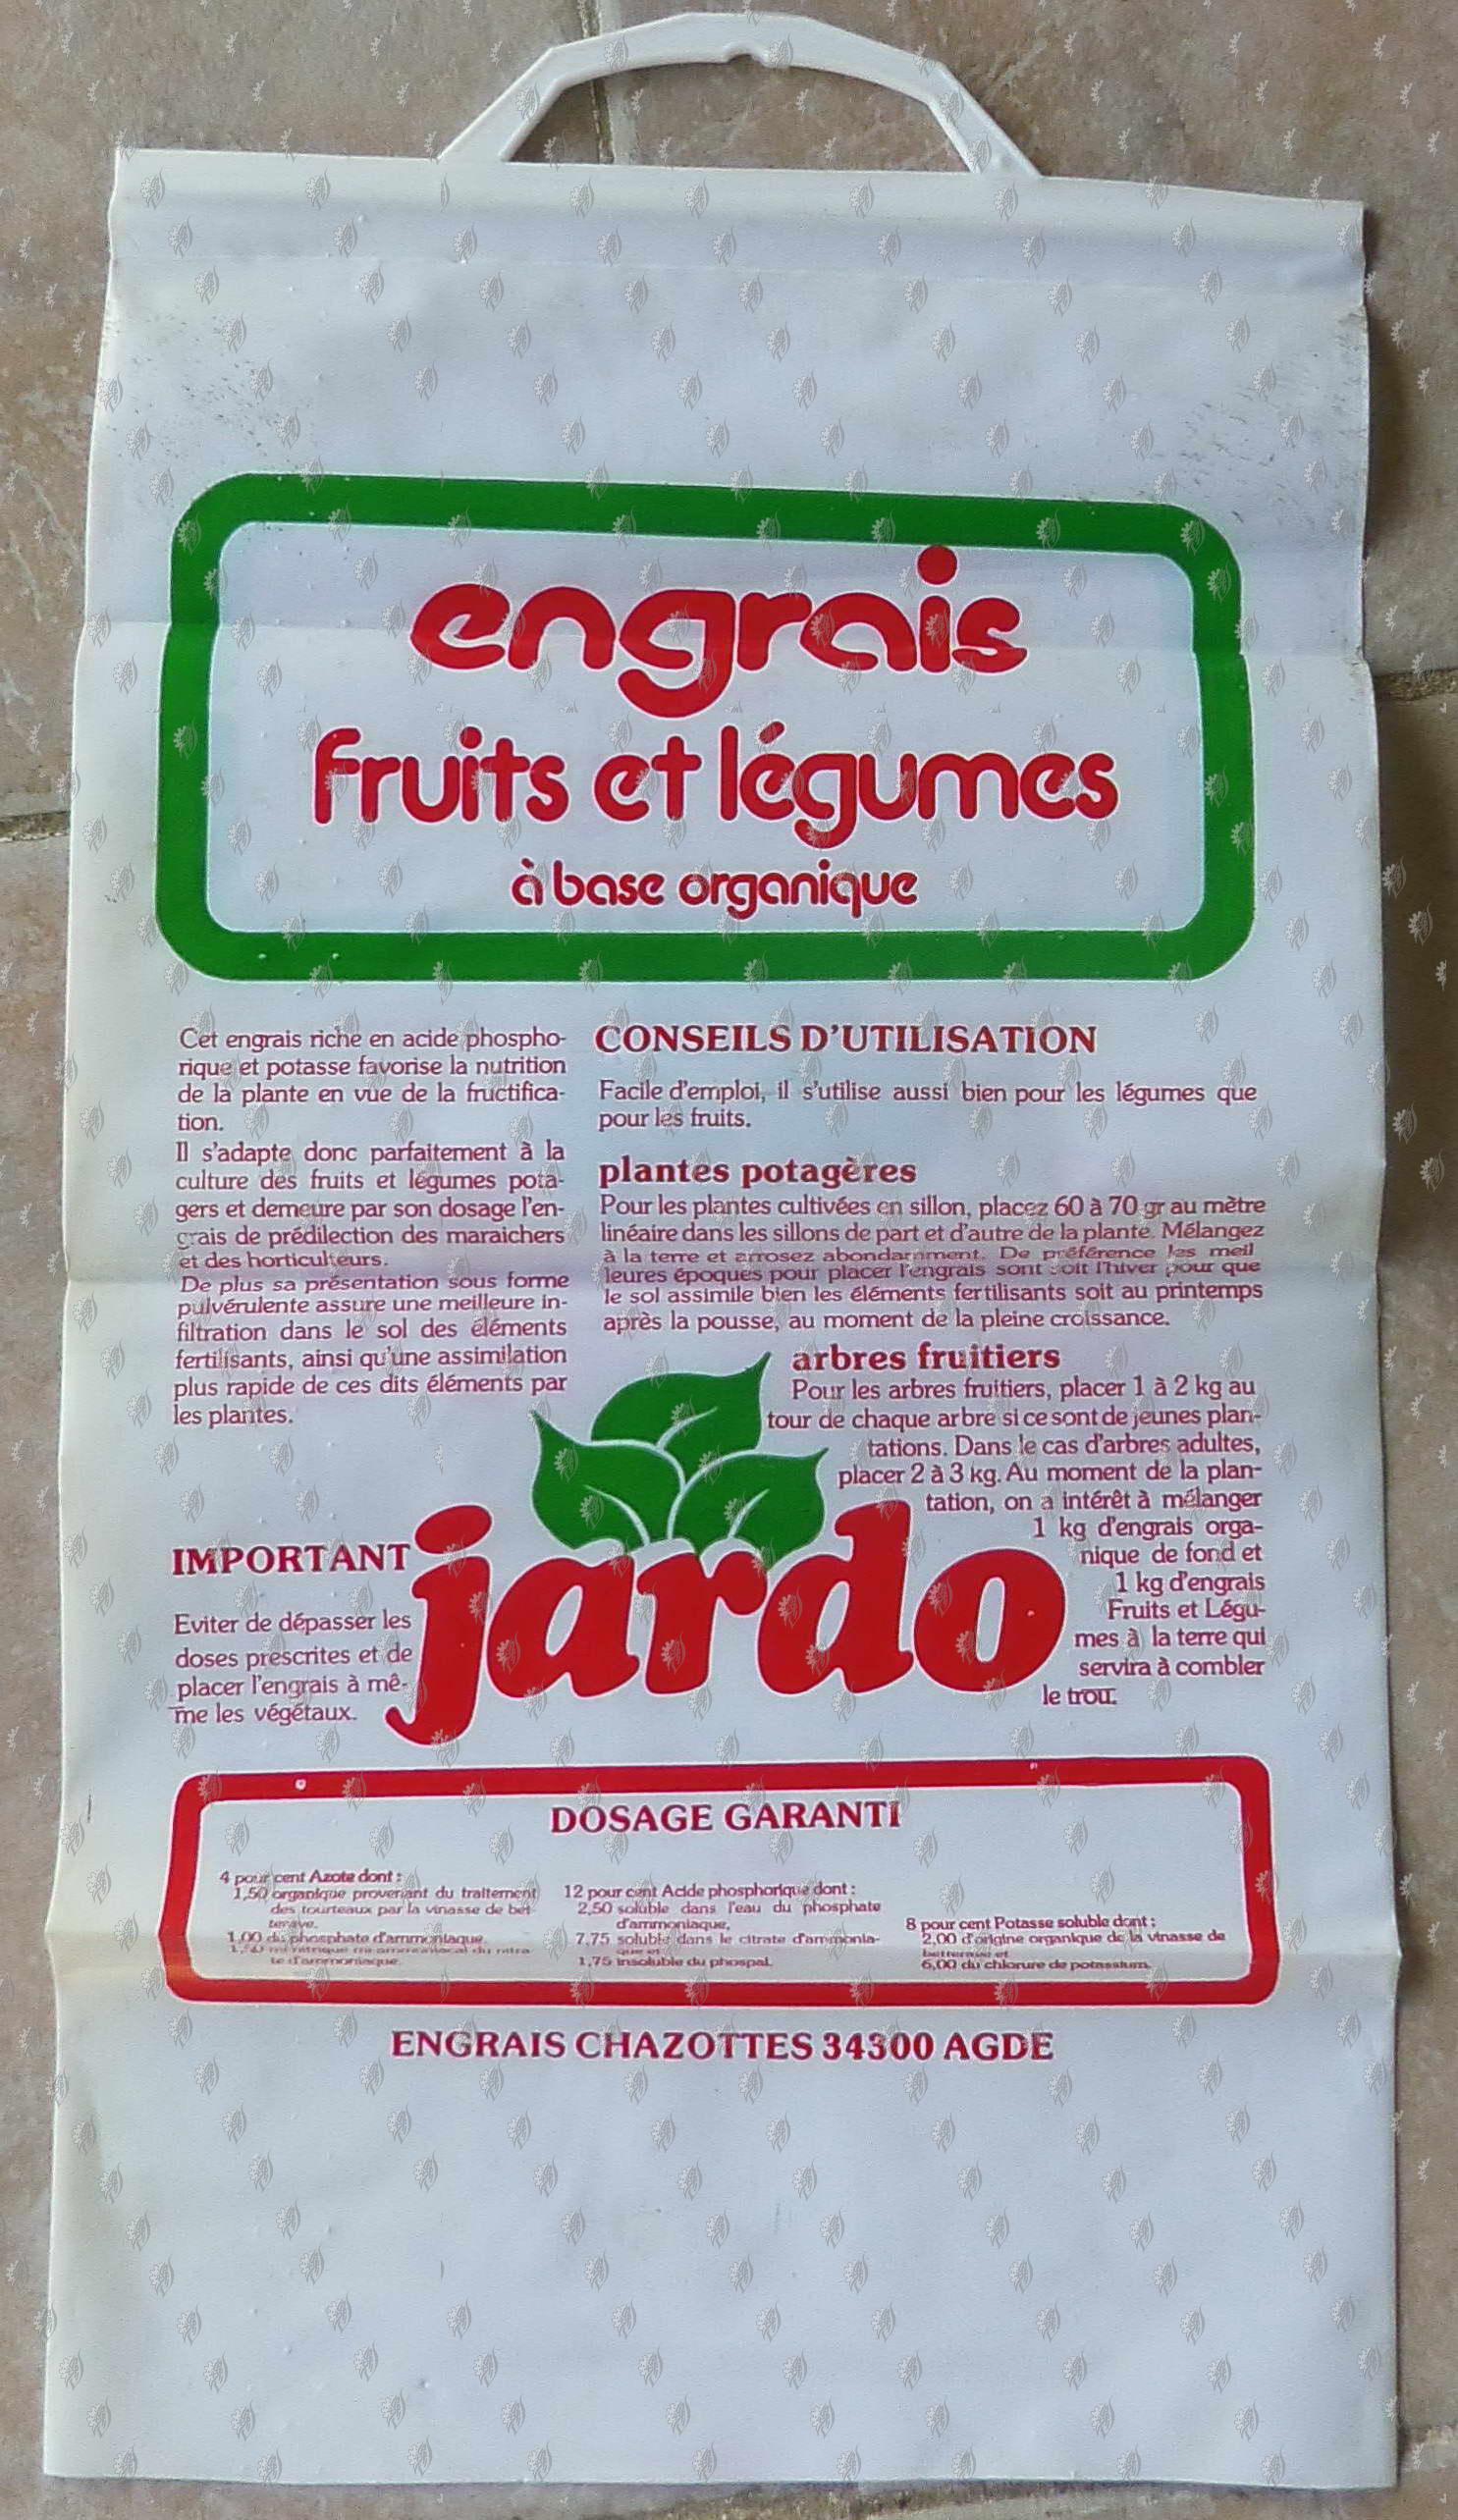 engrais
fruits et légumes
à base organique
Cet engrais riche en acide phospho-
rique et potasse favorise la nutrition
de la plante en vue de la fructifica-
tion.
Il s'adapte donc parfaitement à la
culture des fruits et légumes pota-
gers et demeure par son dosage l'en-
grais de prédilection des maraichers
et des horticulteurs.
De plus sa présentation sous forme
pulvérulente assure une meilleure in-
filtration dans le sol des éléments
fertilisants, ainsi qu'une assimilation
plus rapide de ces dits éléments par
les plantes.
CONSEILS D'UTILISATION
Facile d'emploi, il s'utilise aussi bien pour les légumes que
pour les fruits.
plantes potagères
Pour les plantes cultivées en sillon, placez 60 à 70 gr au mètre
linéaire dans les sillons de part et d'autre de la plante. Mélangez
à la terre et arrosez abondamment. De préférence les meil
leures époques pour placer l'engrais sont soit l'hiver pour que
le sol assimile bien les éléments fertilisants soit au printemps
après la pousse, au moment de la pleine croissance.
arbres fruitiers
Pour les arbres fruitiers, placer 1 à 2 kg au
tour de chaque arbre si ce sont de jeunes plan-
tations. Dans le cas d'arbres adultes,
placer 2 à 3 kg. Au moment de la plan-
tation, on a intérêt à mélanger
1 kg d'engrais orga-
nique de fond et
1 kg d'engrais
Fruits et Légu-
mes à la terre qui
servira à combler
le trou.
IMPORTANT
Eviter de dépasser les
doses prescrites et de
placer l'engrais à mê-
me les végétaux.
jardo
DOSAGE GARANTI
4 pour cent Azote dont :
1,50 organique provenant du traitement
des tourteaux par la vinasse de bet-
terave.
1,00 du phosphate d'ammoniaque.
ammoniacal du nitra-
te d'ammoniaque.
12 pour cent Acide phosphorique dont :
2,50 soluble dans l'eau du phosphate
d'ammoniaque,
7,75 soluble dans le citrate d'ammonia-
que et
1,75 insoluble du phospal.
8 pour cent Potasse soluble dont :
2,00 d'origine organique de la vinasse de
betterave et
6,00 du chlorure de potassium.
ENGRAIS CHAZOTTES 34300 AGDE